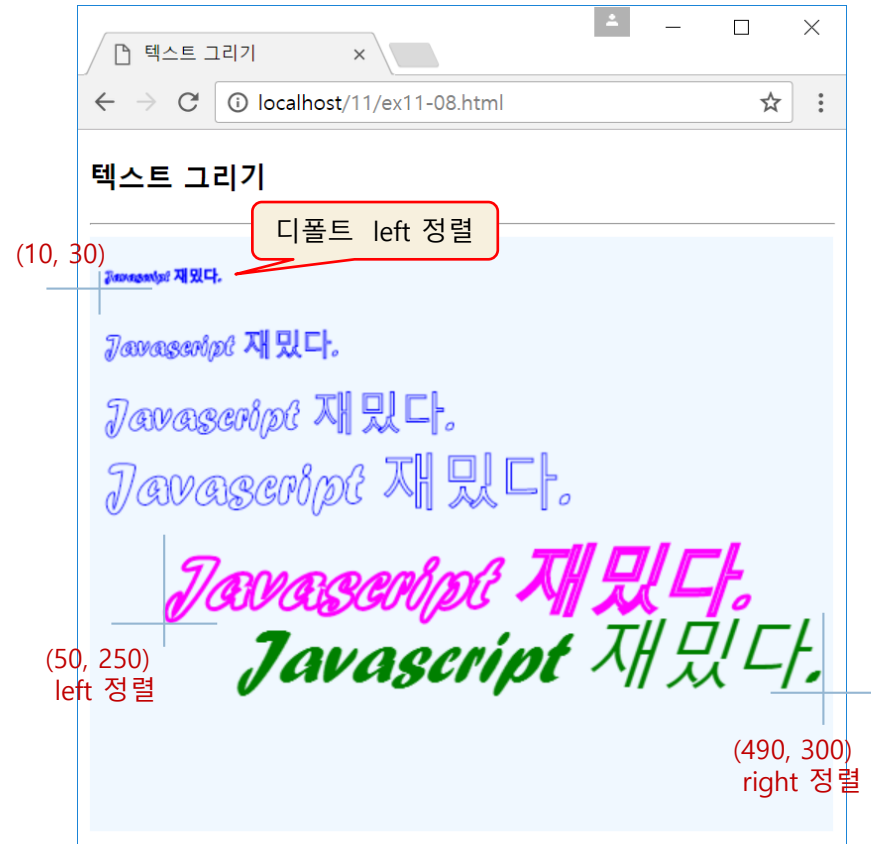 텍스트 그리기
localhost/11/ex11-08.html
텍스트 그리기
디폴트 left 정렬
(10, 30)
Javascript 재밌다.
Javascript 재밌다.
Javascript 재밌다.
Javascript 재밌다.
Javascript 재밌다.
Javascript 재밌다.
(50, 250)
left 정렬
(490, 300)
right 정렬